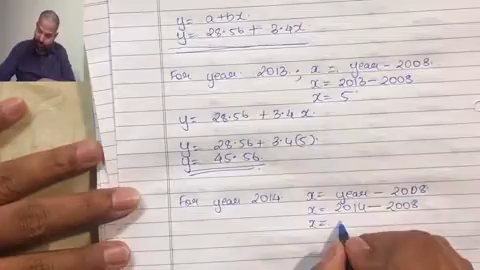 y = a+bx.
y = 28.56 + 3.4x
For year 2013 ; x = year - 2008.
x = 2013 - 2008
x = 5
y = 28.56 + 3.4 x.
y = 28.56 + 3.4(5)
y = 45.56.
For year 2014. x = year - 2008
x = 2014 - 2008
x =